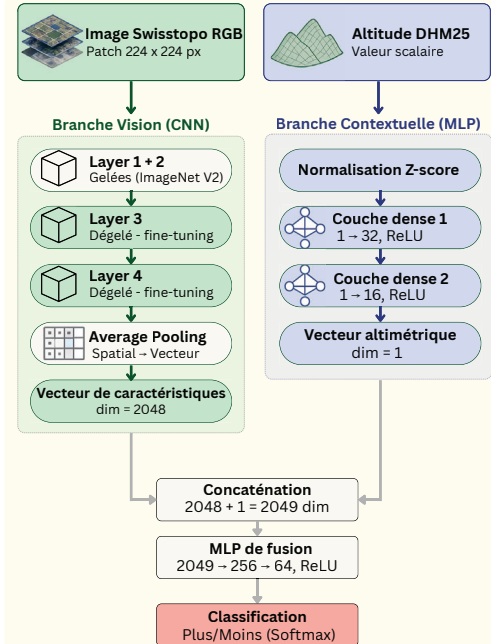 Image Swisstopo RGB
Patch 224 x 224 px
Altitude DHM25
Valeur scalaire
Branche Vision (CNN)
Layer 1 + 2
Gelées (ImageNet V2)
Layer 3
Dégelé - fine-tuning
Layer 4
Dégelé - fine-tuning
Average Pooling
Spatial → Vecteur
Vecteur de caractéristiques
dim = 2048
Branche Contextuelle (MLP)
Normalisation Z-score
Couche dense 1
1 → 32, ReLU
Couche dense 2
1 → 16, ReLU
Vecteur altimétrique
dim = 1
Concaténation
2048 + 1 = 2049 dim
MLP de fusion
2049 → 256 → 64, ReLU
Classification
Plus/Moins (Softmax)